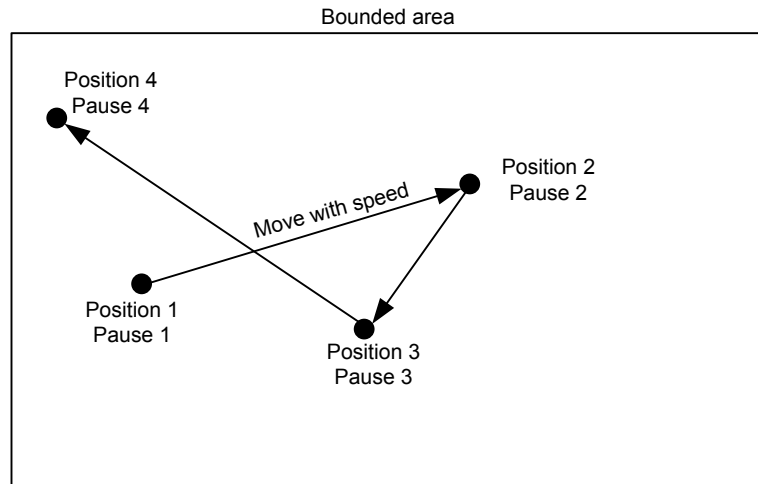 Bounded area
Position 4
Pause 4
Position 2
Pause 2
Move with speed
Position 1
Pause 1
Position 3
Pause 3